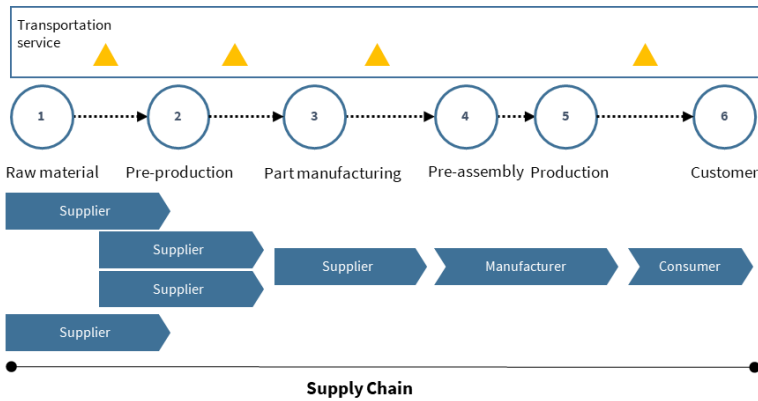 Transportation
service
1
2
3
4
5
6
Raw material
Pre-production
Part manufacturing
Pre-assembly
Production
Customer
Supplier
Supplier
Supplier
Manufacturer
Consumer
Supplier
Supplier
Supply Chain